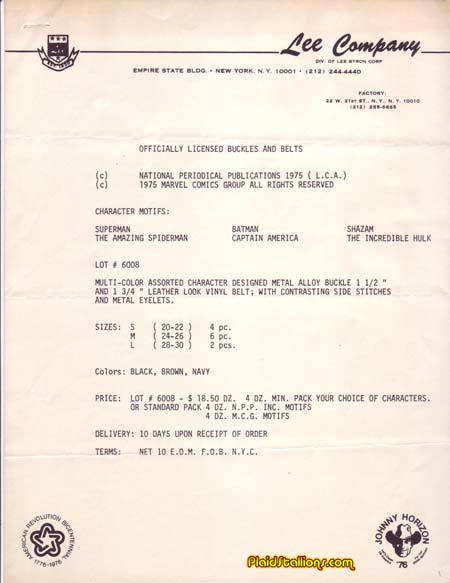 Lee Company
DIV. OF LEE BYRON CORP.
EMPIRE STATE BLDG. • NEW YORK, N.Y. 10001 • (212) 244-4440
FACTORY:
22 W. 21st ST., N.Y., N.Y. 10010
(212) 255-
OFFICIALLY LICENSED BUCKLES AND BELTS
(c) NATIONAL PERIODICAL PUBLICATIONS 1975 ( L.C.A.)
(c) 1975 MARVEL COMICS GROUP ALL RIGHTS RESERVED
CHARACTER MOTIFS:
SUPERMAN BATMAN SHAZAM
THE AMAZING SPIDERMAN CAPTAIN AMERICA THE INCREDIBLE HULK
LOT # 6008
MULTI-COLOR ASSORTED CHARACTER DESIGNED METAL ALLOY BUCKLE 1 1/2 "
AND 1 3/4 " LEATHER LOOK VINYL BELT; WITH CONTRASTING SIDE STITCHES
AND METAL EYELETS.
SIZES: S ( 20-22 ) 4 pc.
M ( 24-26 ) 6 pc.
L ( 28-30 ) 2 pcs.
Colors: BLACK, BROWN, NAVY
PRICE: LOT # 6008 - $ 18.50 DZ. 4 DZ. MIN. PACK YOUR CHOICE OF CHARACTERS.
OR STANDARD PACK 4 DZ. N.P.P. INC. MOTIFS
4 DZ. M.C.G. MOTIFS
DELIVERY: 10 DAYS UPON RECEIPT OF ORDER
TERMS: NET 10 E.O.M. F.O.B. N.Y.C.
AMERICAN REVOLUTION BICENTENNIAL
1776-1976
JOHNNY HORIZON
'76
PlaidStallions.com